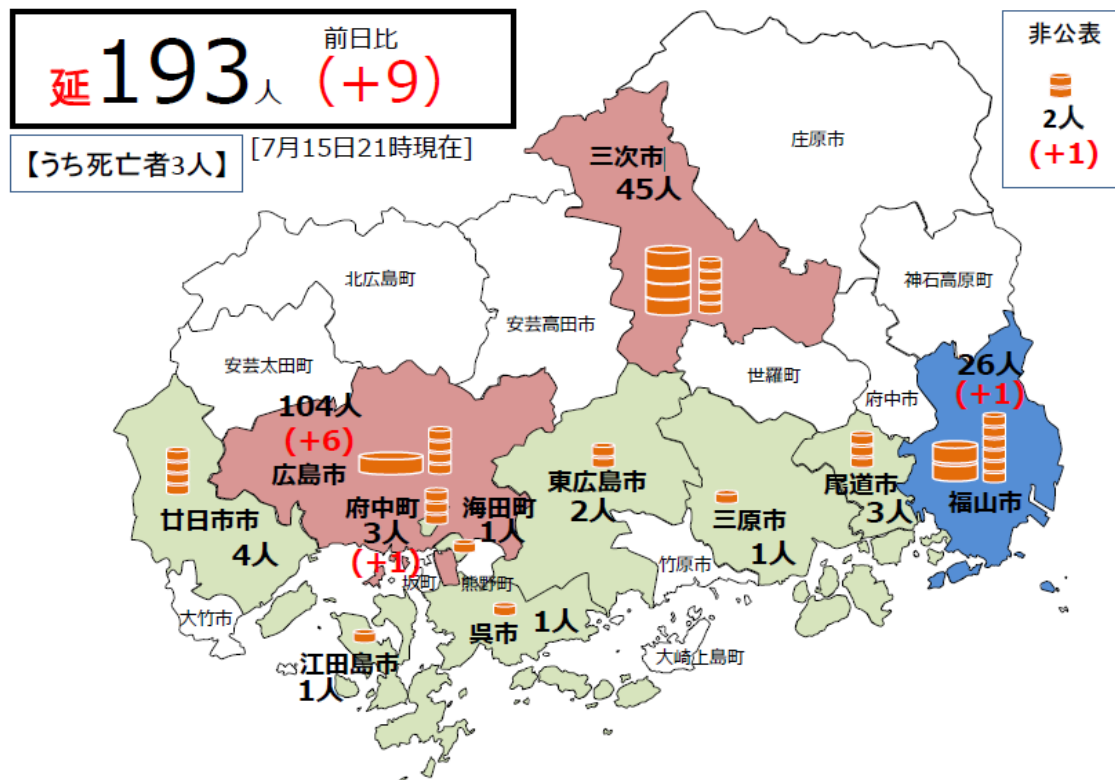 延193人
前日比
(+9)
【うち死亡者3人】
[7月15日21時現在]
非公表
2人
(+1)
庄原市
三次市
45人
北広島町
神石高原町
安芸高田市
安芸太田町
世羅町
府中市
26人
(+1)
福山市
104人
(+6)
広島市
府中町
3人
(+1)
海田町
1人
東広島市
2人
尾道市
3人
三原市
1人
廿日市市
4人
竹原市
坂町
熊野町
大竹市
呉市
1人
大崎上島町
江田島市
1人